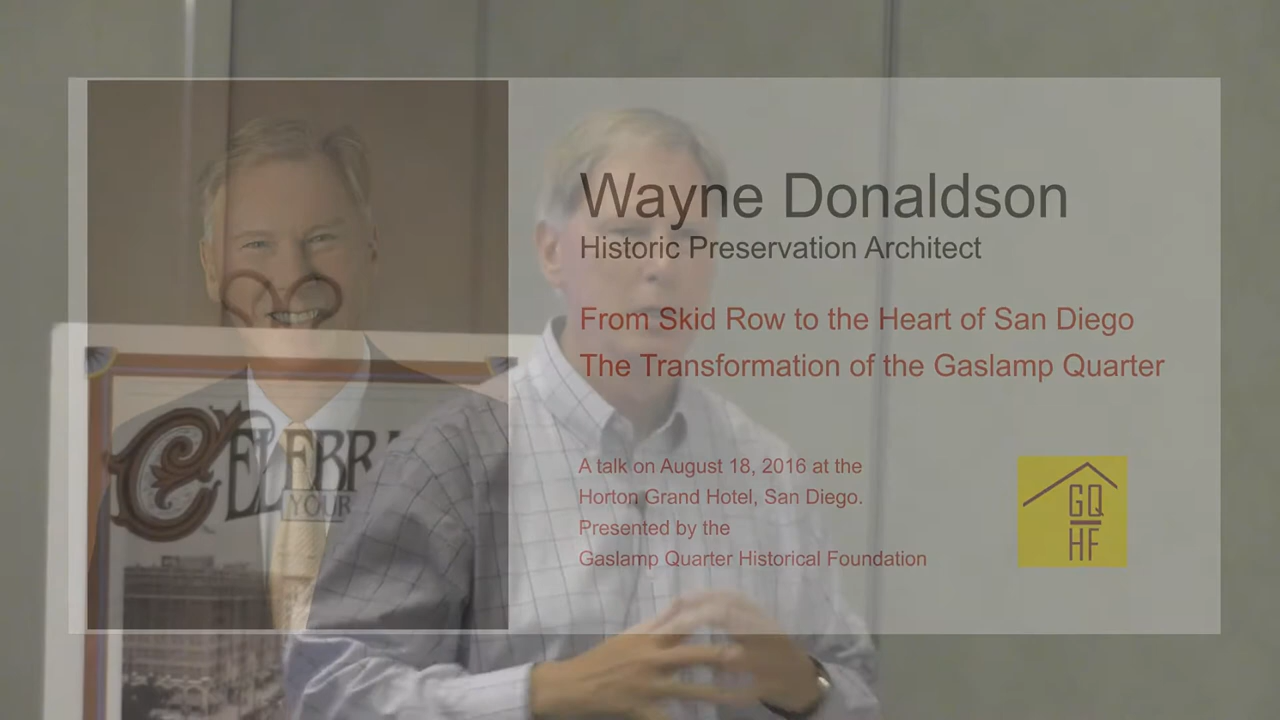 Wayne Donaldson
Historic Preservation Architect
From Skid Row to the Heart of San Diego
The Transformation of the Gaslamp Quarter
A talk on August 18, 2016 at the
Horton Grand Hotel, San Diego.
Presented by the
Gaslamp Quarter Historical Foundation
GQ
HF
CELEBR
YOUR